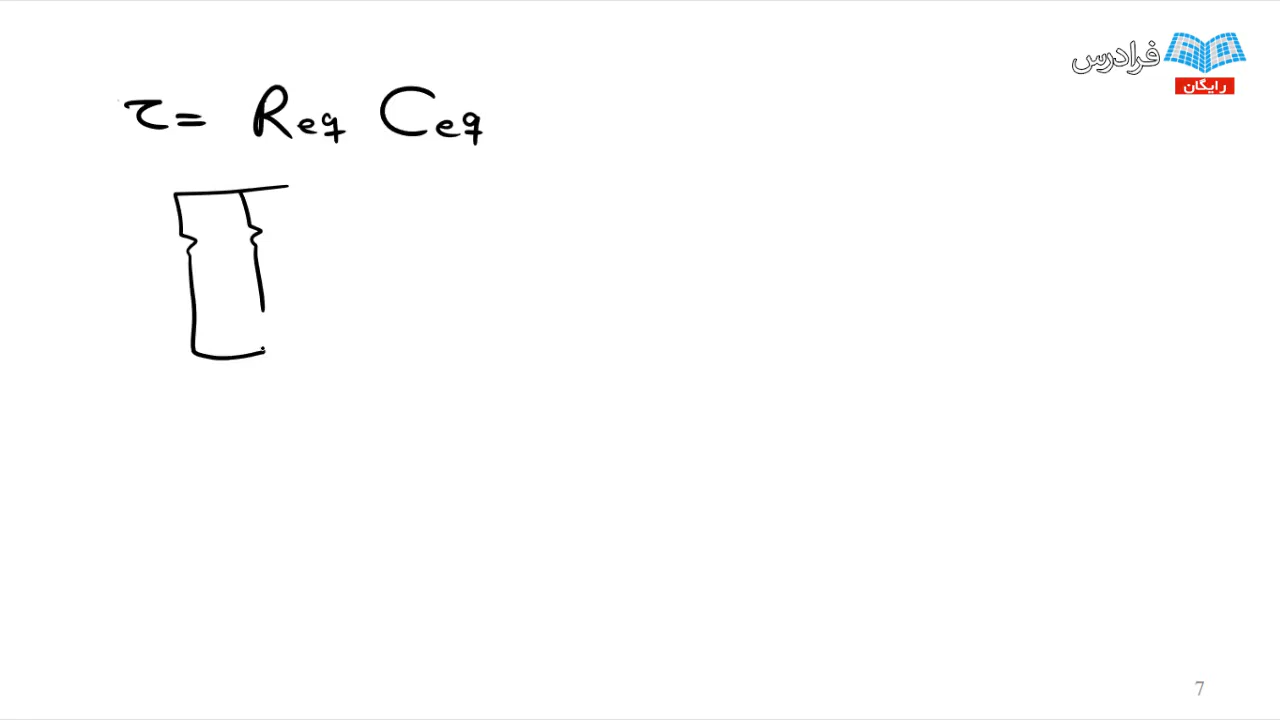 فرادرس
رایگان
τ = Req Ceq
7